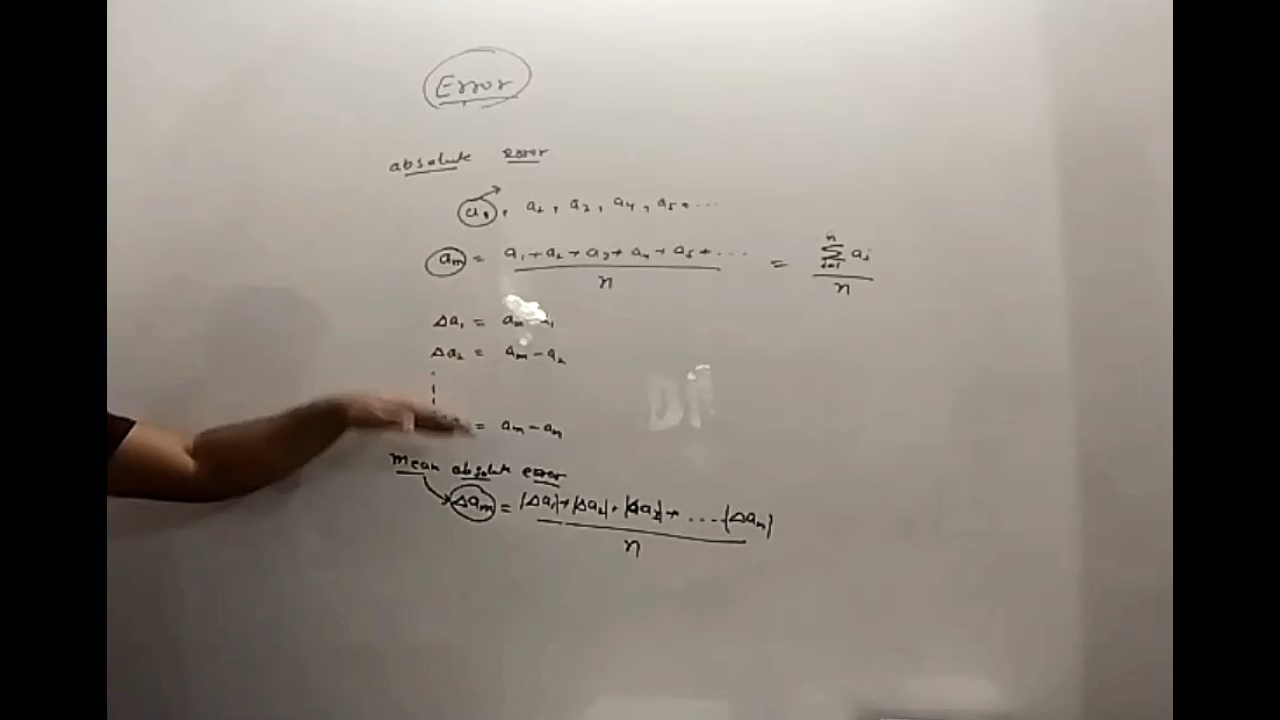 Error
absolute error
a₁, a₂, a₃, a₄, a₅, ...
aₘ = a₁ + a₂ + a₃ + a₄ + a₅ + ... / n = Σⁿᵢ₌₁ aᵢ / n
Δa₁ = aₘ - a₁
Δa₂ = aₘ - a₂
= aₘ - aₙ
mean absolute error
Δaₘ = |Δa₁| + |Δa₂| + |Δa₃| + ... |Δaₙ| / n